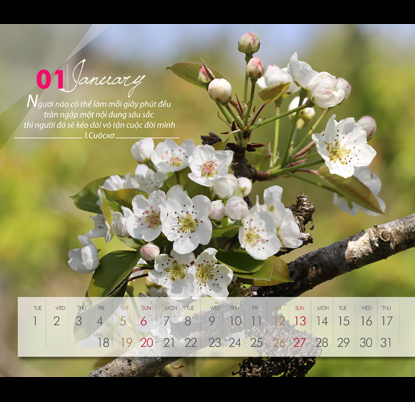 01 January
Người nào có thể làm mỗi giây phút đều
tràn ngập một nội dung sâu sắc
thì người đó sẽ kéo dài vô tận cuộc đời mình
I.Cuôcxơ
TUE WED THU FRI SAT SUN MON TUE WED THU FRI SAT SUN MON TUE WED THU
1 2 3 4 5 6 7 8 9 10 11 12 13 14 15 16 17
18 19 20 21 22 23 24 25 26 27 28 29 30 31